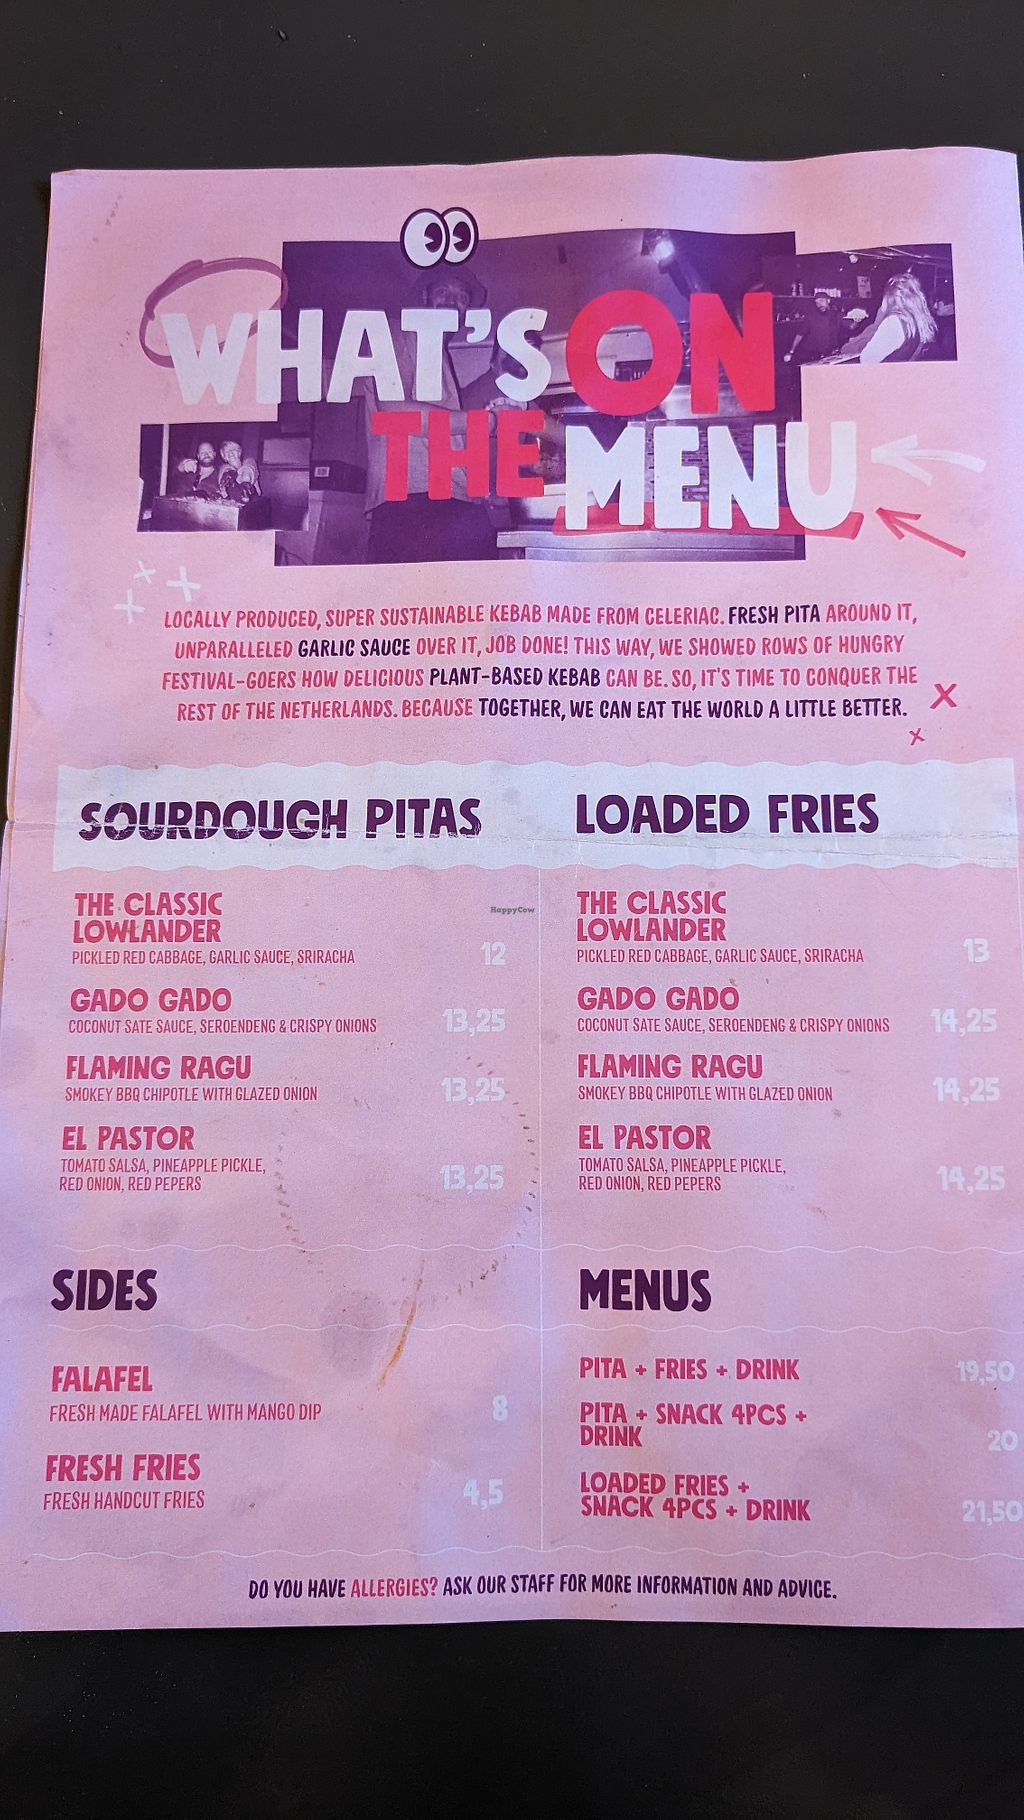 WHAT'S ON
THE MENU
LOCALLY PRODUCED, SUPER SUSTAINABLE KEBAB MADE FROM CELERIAC. FRESH PITA AROUND IT,
UNPARALLELED GARLIC SAUCE OVER IT, JOB DONE! THIS WAY, WE SHOWED ROWS OF HUNGRY
FESTIVAL-GOERS HOW DELICIOUS PLANT-BASED KEBAB CAN BE. SO, IT'S TIME TO CONQUER THE
REST OF THE NETHERLANDS. BECAUSE TOGETHER, WE CAN EAT THE WORLD A LITTLE BETTER.
SOURDOUGH PITAS
THE CLASSIC
LOWLANDER
PICKLED RED CABBAGE, GARLIC SAUCE, SRIRACHA
12
GADO GADO
COCONUT SATE SAUCE, SEROENDENG & CRISPY ONIONS
13,25
FLAMING RAGU
SMOKEY BBQ CHIPOTLE WITH GLAZED ONION
13,25
EL PASTOR
TOMATO SALSA, PINEAPPLE PICKLE,
RED ONION, RED PEPERS
13,25
HappyCow
LOADED FRIES
THE CLASSIC
LOWLANDER
PICKLED RED CABBAGE, GARLIC SAUCE, SRIRACHA
13
GADO GADO
COCONUT SATE SAUCE, SEROENDENG & CRISPY ONIONS
14,25
FLAMING RAGU
SMOKEY BBQ CHIPOTLE WITH GLAZED ONION
14,25
EL PASTOR
TOMATO SALSA, PINEAPPLE PICKLE,
RED ONION, RED PEPERS
14,25
SIDES
FALAFEL
FRESH MADE FALAFEL WITH MANGO DIP
8
FRESH FRIES
FRESH HANDCUT FRIES
4,5
MENUS
PITA + FRIES + DRINK
19,50
PITA + SNACK 4PCS +
DRINK
20
LOADED FRIES +
SNACK 4PCS + DRINK
21,50
DO YOU HAVE ALLERGIES? ASK OUR STAFF FOR MORE INFORMATION AND ADVICE.